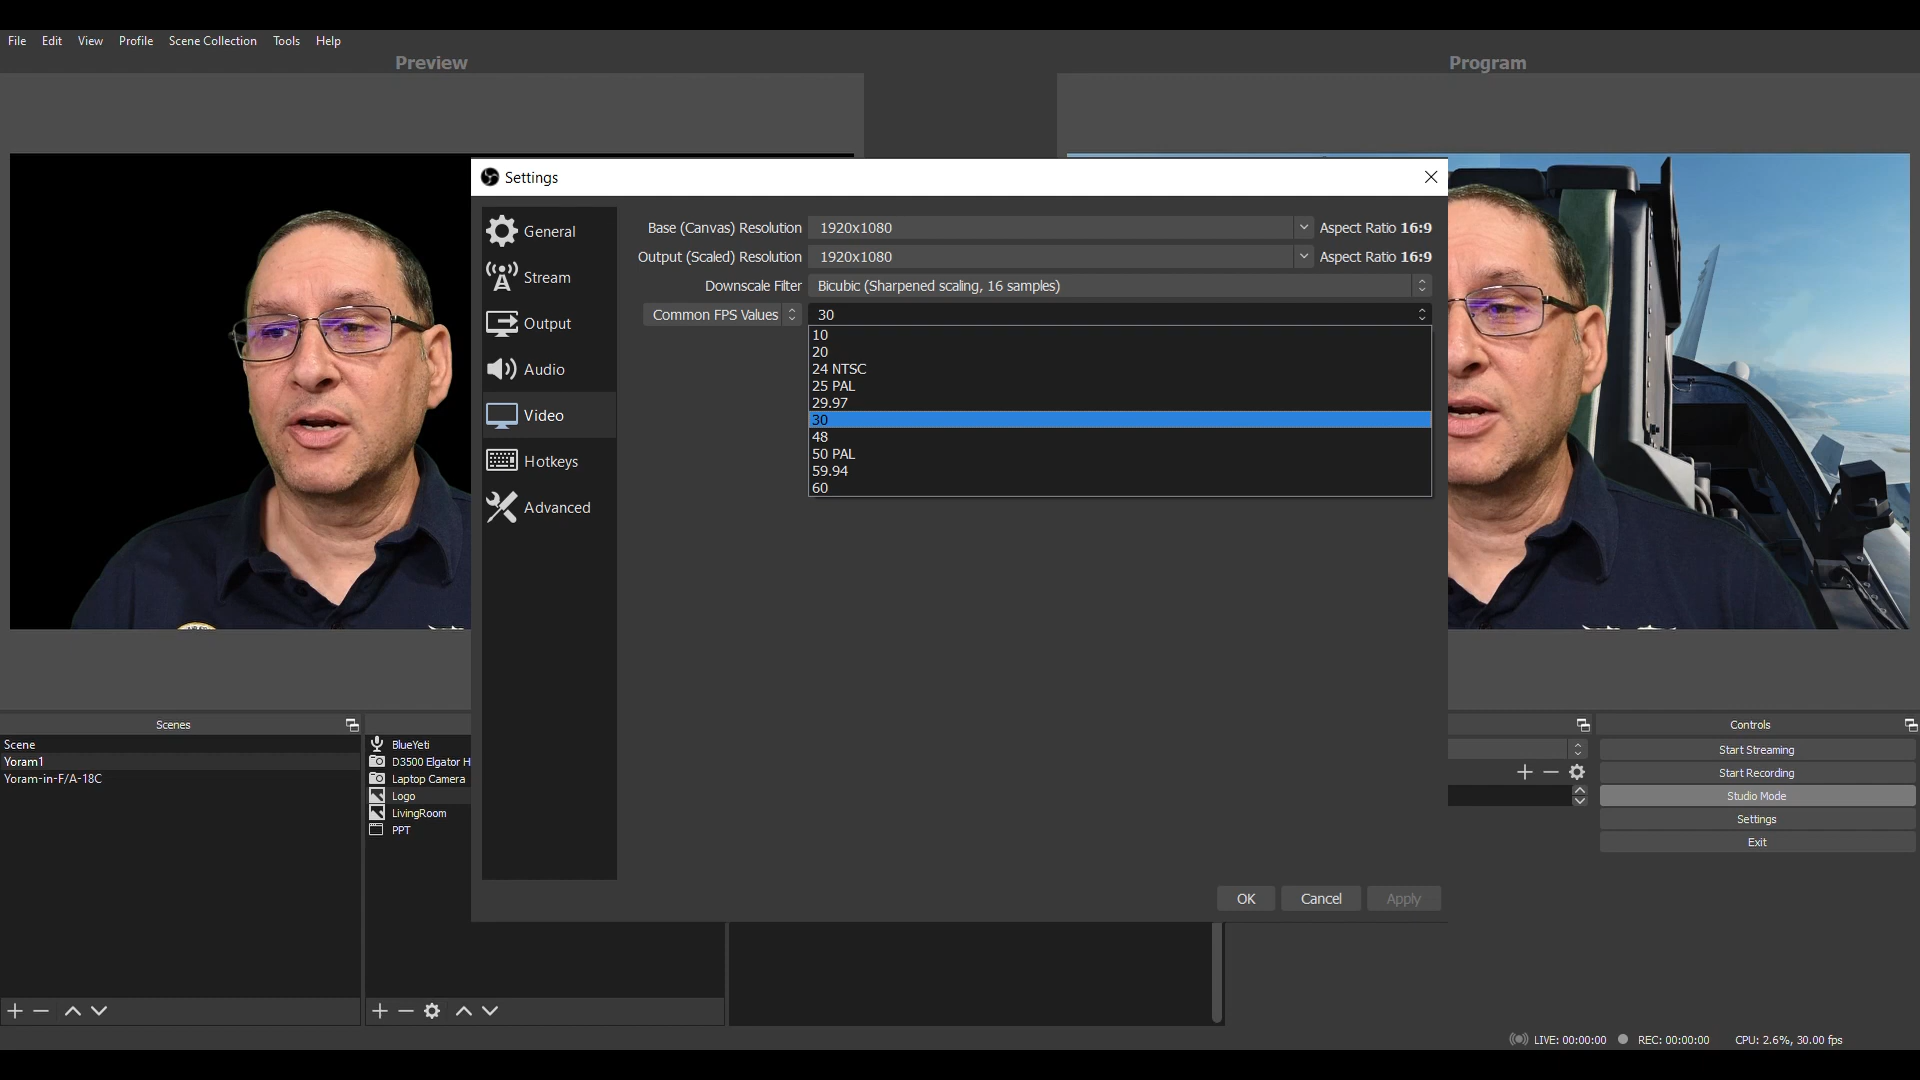 File Edit View Profile Scene Collection Tools Help
Preview
Program
Settings
General
Stream
Output
Audio
Video
Hotkeys
Advanced
Base (Canvas) Resolution 1920x1080 Aspect Ratio 16:9
Output (Scaled) Resolution 1920x1080 Aspect Ratio 16:9
Downscale Filter Bicubic (Sharpened scaling, 16 samples)
Common FPS Values 30
10
20
24 NTSC
25 PAL
29.97
30
48
50 PAL
59.94
60
OK Cancel Apply
Scenes
Scene
Yoram1
Yoram-in-F/A-18C
BlueYeti
D3500 Elgator H
Laptop Camera
Logo
LivingRoom
PPT
Controls
Start Streaming
Start Recording
Studio Mode
Settings
Exit
LIVE: 00:00:00 REC: 00:00:00 CPU: 2.6%, 30.00 fps